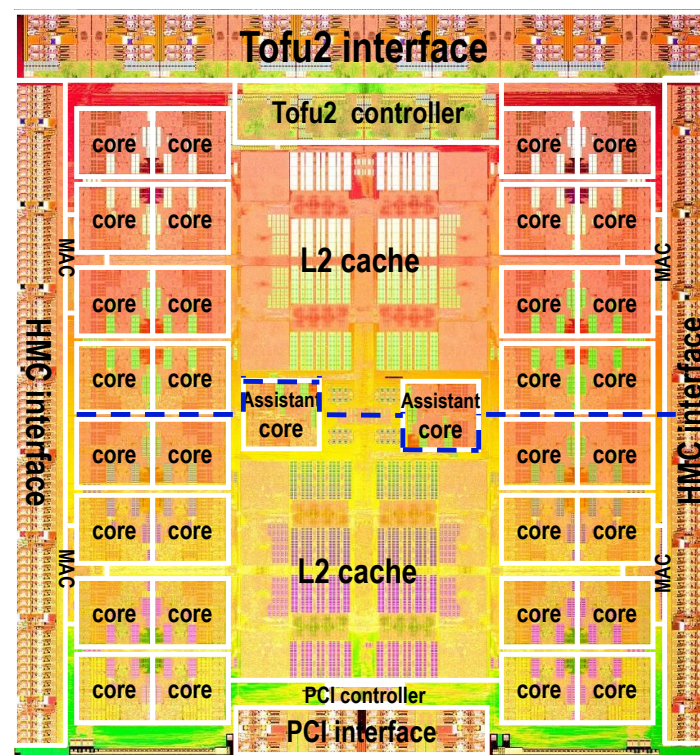 Tofu2 interface
Tofu2 controller
core core core core
core core core core
MAC MAC
L2 cache
core core core core
HMC interface HMC interface
core core core core
Assistant core Assistant core
core core core core
core core core core
MAC MAC
L2 cache
core core core core
core core core core
PCI controller
PCI interface